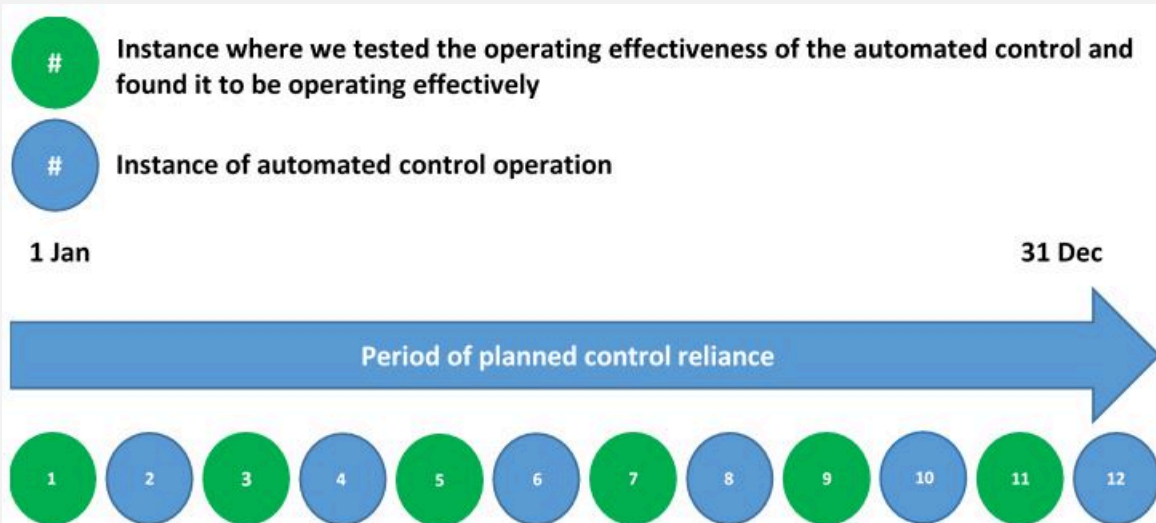 #
Instance where we tested the operating effectiveness of the automated control and
found it to be operating effectively
#
Instance of automated control operation
1 Jan
31 Dec
Period of planned control reliance
1 2 3 4 5 6 7 8 9 10 11 12